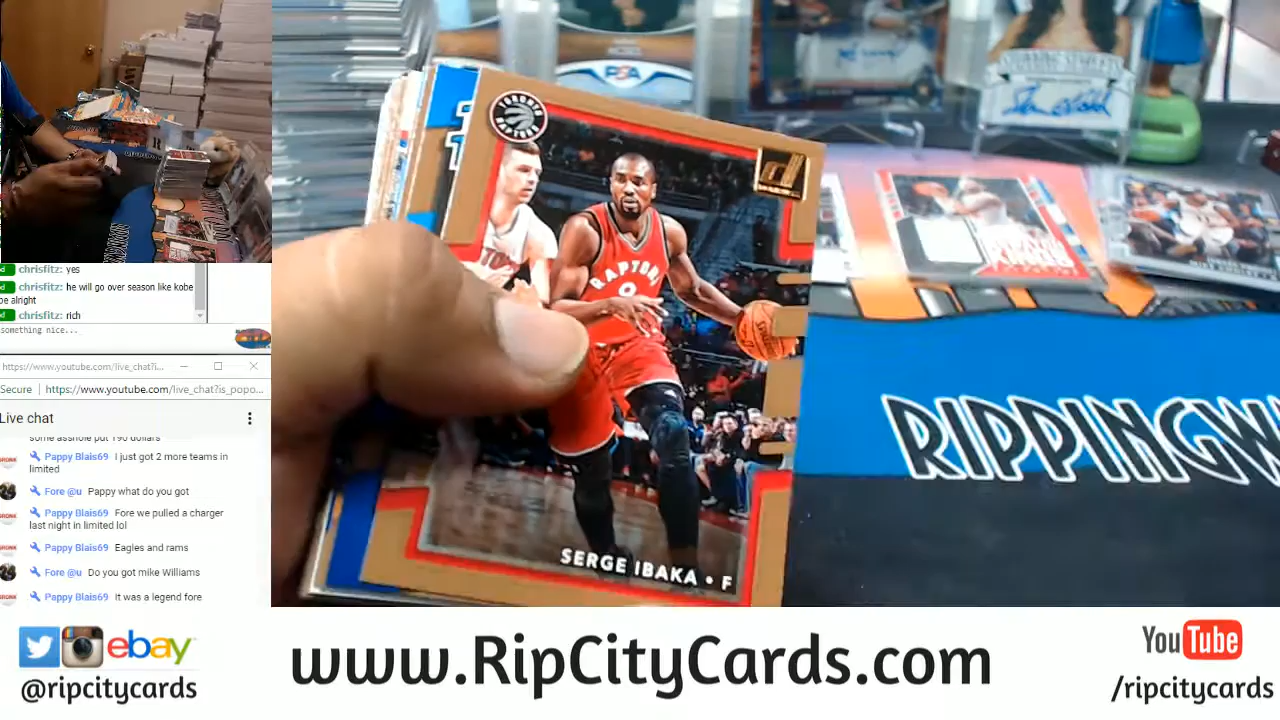 chrisfitz: yes
chrisfitz: he will go over season like kobe
be alright
chrisfitz: rich
something nice...
https://www.youtube.com/live_chat?i...
Secure | https://www.youtube.com/live_chat?is_popo...
Live chat
some asshole put 190 dollars
Pappy Blais69 I just got 2 more teams in
limited
Fore @u Pappy what do you got
Pappy Blais69 Fore we pulled a charger
last night in limited lol
Pappy Blais69 Eagles and rams
Fore @u Do you got mike Williams
Pappy Blais69 It was a legend fore
PSA
TORONTO
RAPTORS
RAPTORS
9
SERGE IBAKA • F
RIPPINGW
ebay
@ripcitycards
www.RipCityCards.com
YouTube
/ripcitycards